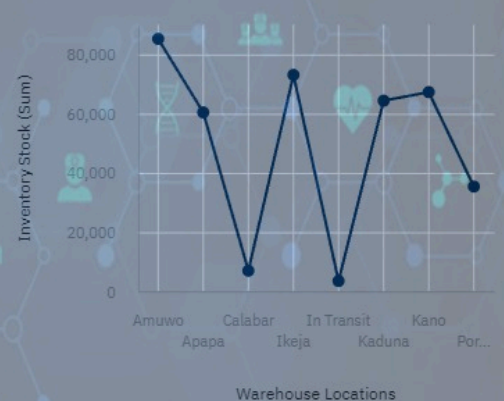 Inventory Stock (Sum)
80,000
60,000
40,000
20,000
0
Amuwo
Apapa
Calabar
Ikeja
In Transit
Kaduna
Kano
Por...
Warehouse Locations